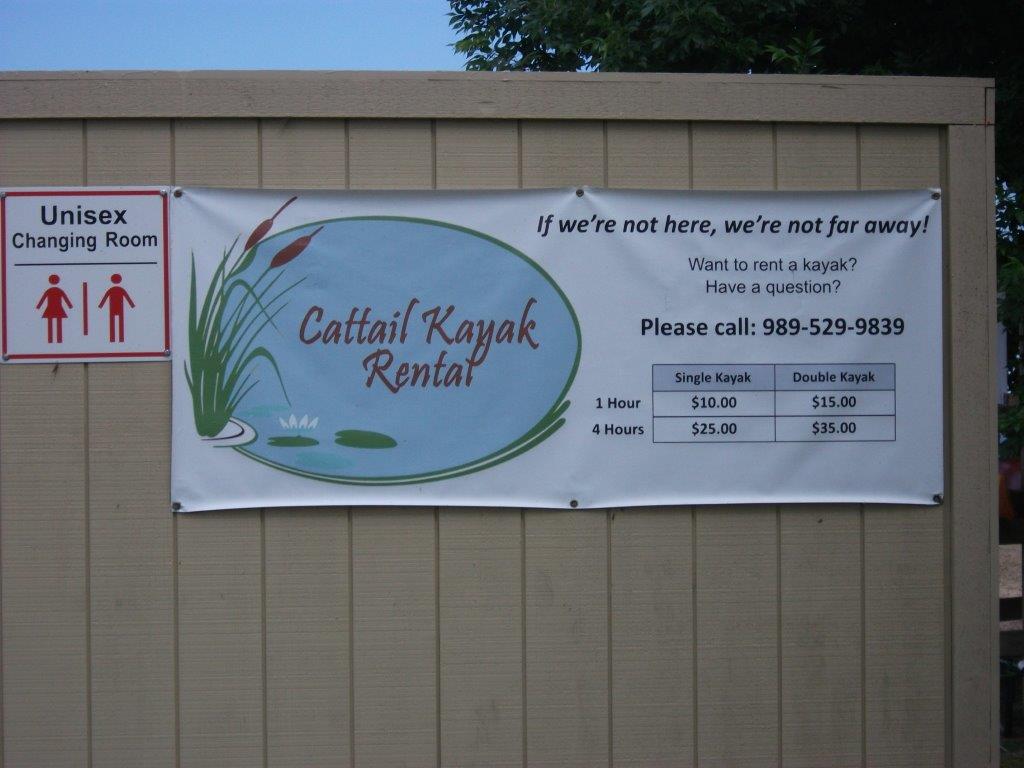 Unisex
Changing Room
Cattail Kayak
Rental
If we're not here, we're not far away!
Want to rent a kayak?
Have a question?
Please call: 989-529-9839
Single Kayak Double Kayak
1 Hour $10.00 $15.00
4 Hours $25.00 $35.00